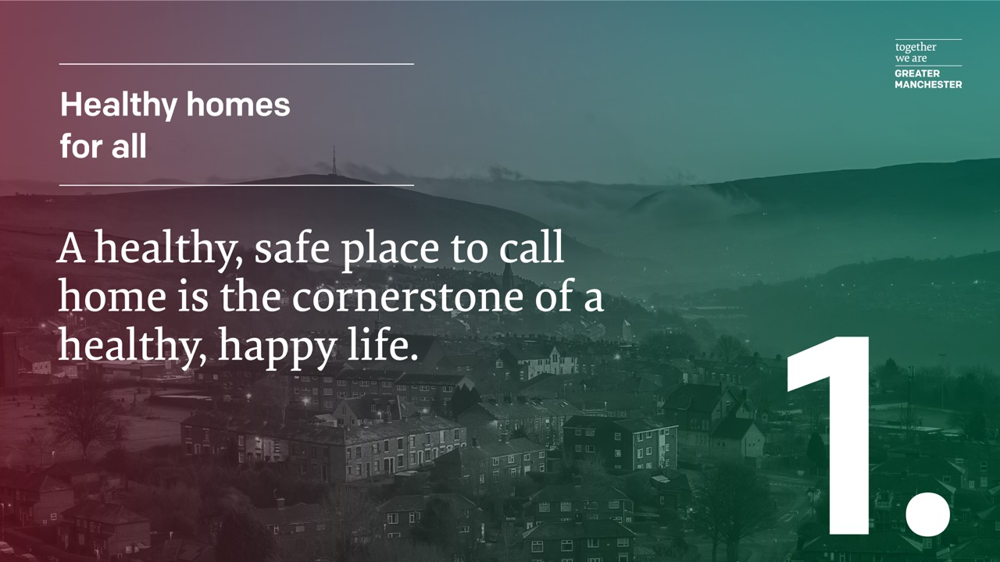 together
we are
GREATER
MANCHESTER
Healthy homes
for all
A healthy, safe place to call
home is the cornerstone of a
healthy, happy life.
1.